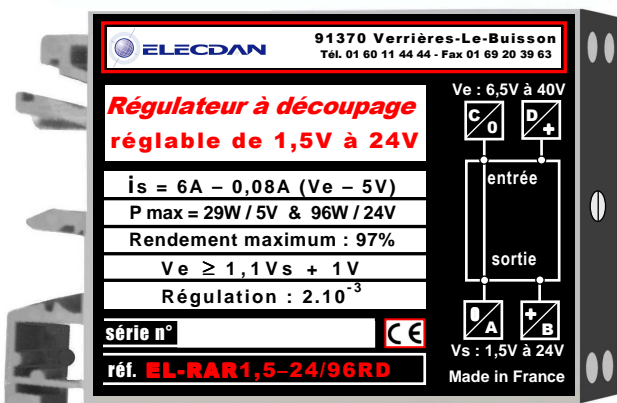 ELECDAN
91370 Verrières-Le-Buisson
Tél. 01 60 11 44 44 - Fax 01 69 20 39 63
Régulateur à découpage
réglable de 1,5V à 24V
is = 6A – 0,08A (Ve – 5V)
P max = 29W / 5V & 96W / 24V
Rendement maximum : 97%
Ve ≥ 1,1Vs + 1V
Régulation : 2.10⁻³
série n° CE
réf. EL-RAR1,5–24/96RD
Ve : 6,5V à 40V
C 0 D +
entrée
sortie
0 A + B
Vs : 1,5V à 24V
Made in France